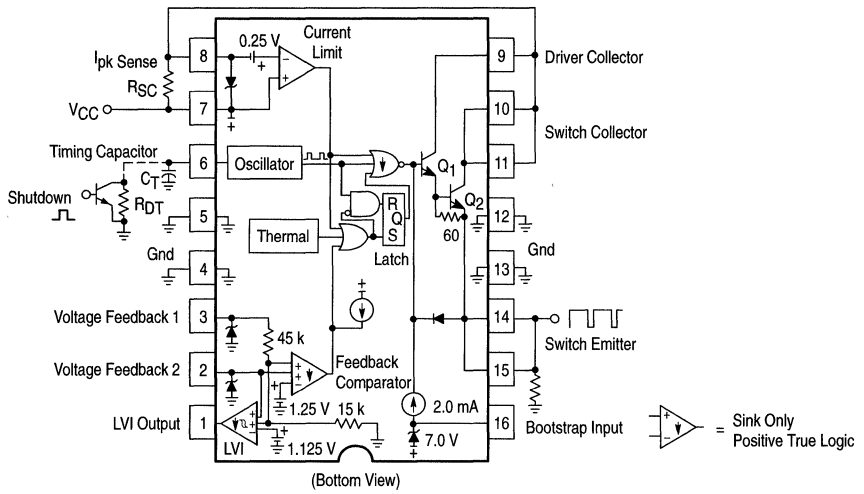 Ipk Sense
8
0.25 V
+
−
+
Current
Limit
9
Driver Collector
RSC
VCC
7
+
10
Switch Collector
Timing Capacitor
6
Oscillator
Q1
11
CT
Shutdown
RDT
R
Q
S
Q2
60
5
12
Thermal
Latch
Gnd
4
13
Gnd
+
Voltage Feedback 1
3
45 k
14
Switch Emitter
Voltage Feedback 2
2
+
+
−
Feedback
Comparator
15
+
1.25 V
15 k
2.0 mA
LVI Output
1
LVI
+
−
+
1.125 V
7.0 V
+
16
Bootstrap Input
+
−
= Sink Only
Positive True Logic
(Bottom View)